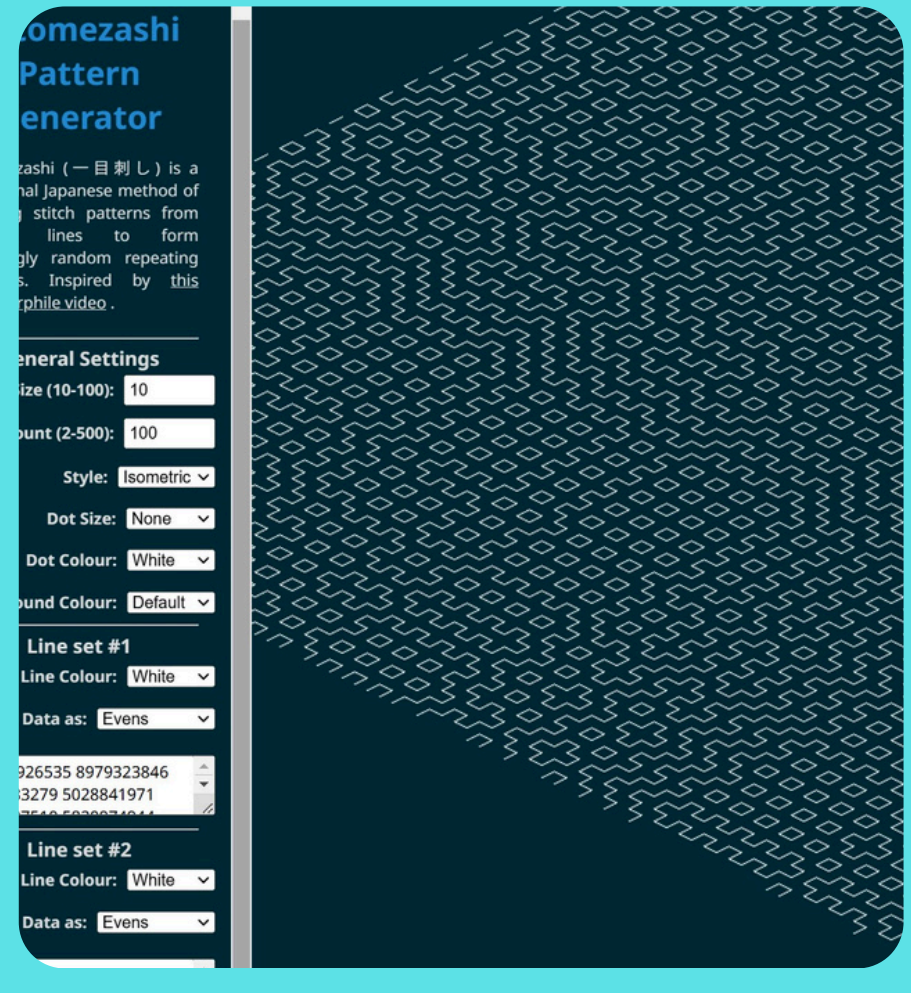 omezashi
Pattern
enerator
zashi (一目刺し) is a
nal Japanese method of
stitch patterns from
lines to form
gly random repeating
s. Inspired by this
rphile video .
eneral Settings
ize (10-100): 10
ount (2-500): 100
Style: Isometric
Dot Size: None
Dot Colour: White
ound Colour: Default
Line set #1
Line Colour: White
Data as: Evens
926535 8979323846
3279 5028841971
Line set #2
Line Colour: White
Data as: Evens